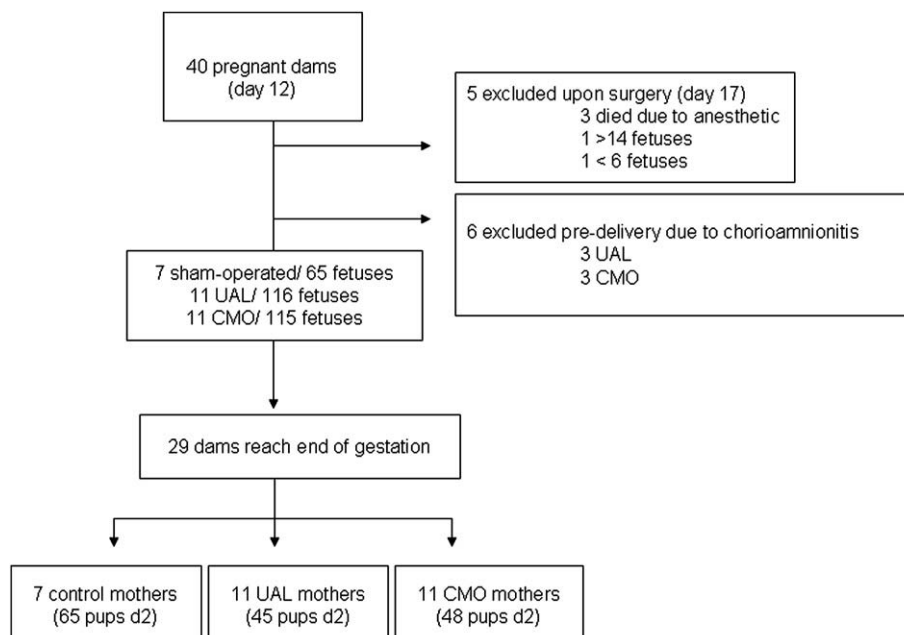 40 pregnant dams
(day 12)
5 excluded upon surgery (day 17)
3 died due to anesthetic
1 >14 fetuses
1 < 6 fetuses
6 excluded pre-delivery due to chorioamnionitis
3 UAL
3 CMO
7 sham-operated/ 65 fetuses
11 UAL/ 116 fetuses
11 CMO/ 115 fetuses
29 dams reach end of gestation
7 control mothers
(65 pups d2)
11 UAL mothers
(45 pups d2)
11 CMO mothers
(48 pups d2)